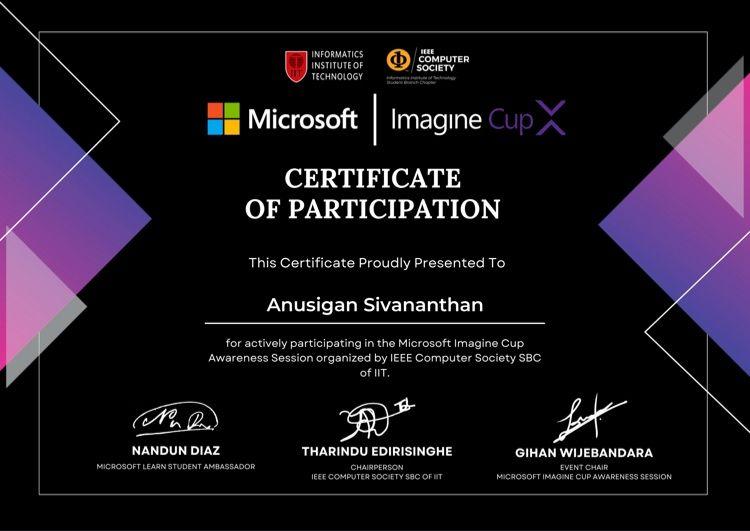 INFORMATICS
INSTITUTE OF
TECHNOLOGY
IEEE
COMPUTER
SOCIETY
Informatics Institute of Technology
Student Branch Chapter
Microsoft | Imagine Cup
CERTIFICATE
OF PARTICIPATION
This Certificate Proudly Presented To
Anusigan Sivananthan
for actively participating in the Microsoft Imagine Cup
Awareness Session organized by IEEE Computer Society SBC
of IIT.
NANDUN DIAZ
MICROSOFT LEARN STUDENT AMBASSADOR
THARINDU EDIRISINGHE
CHAIRPERSON
IEEE COMPUTER SOCIETY SBC OF IIT
GIHAN WIJEBANDARA
EVENT CHAIR
MICROSOFT IMAGINE CUP AWARENESS SESSION